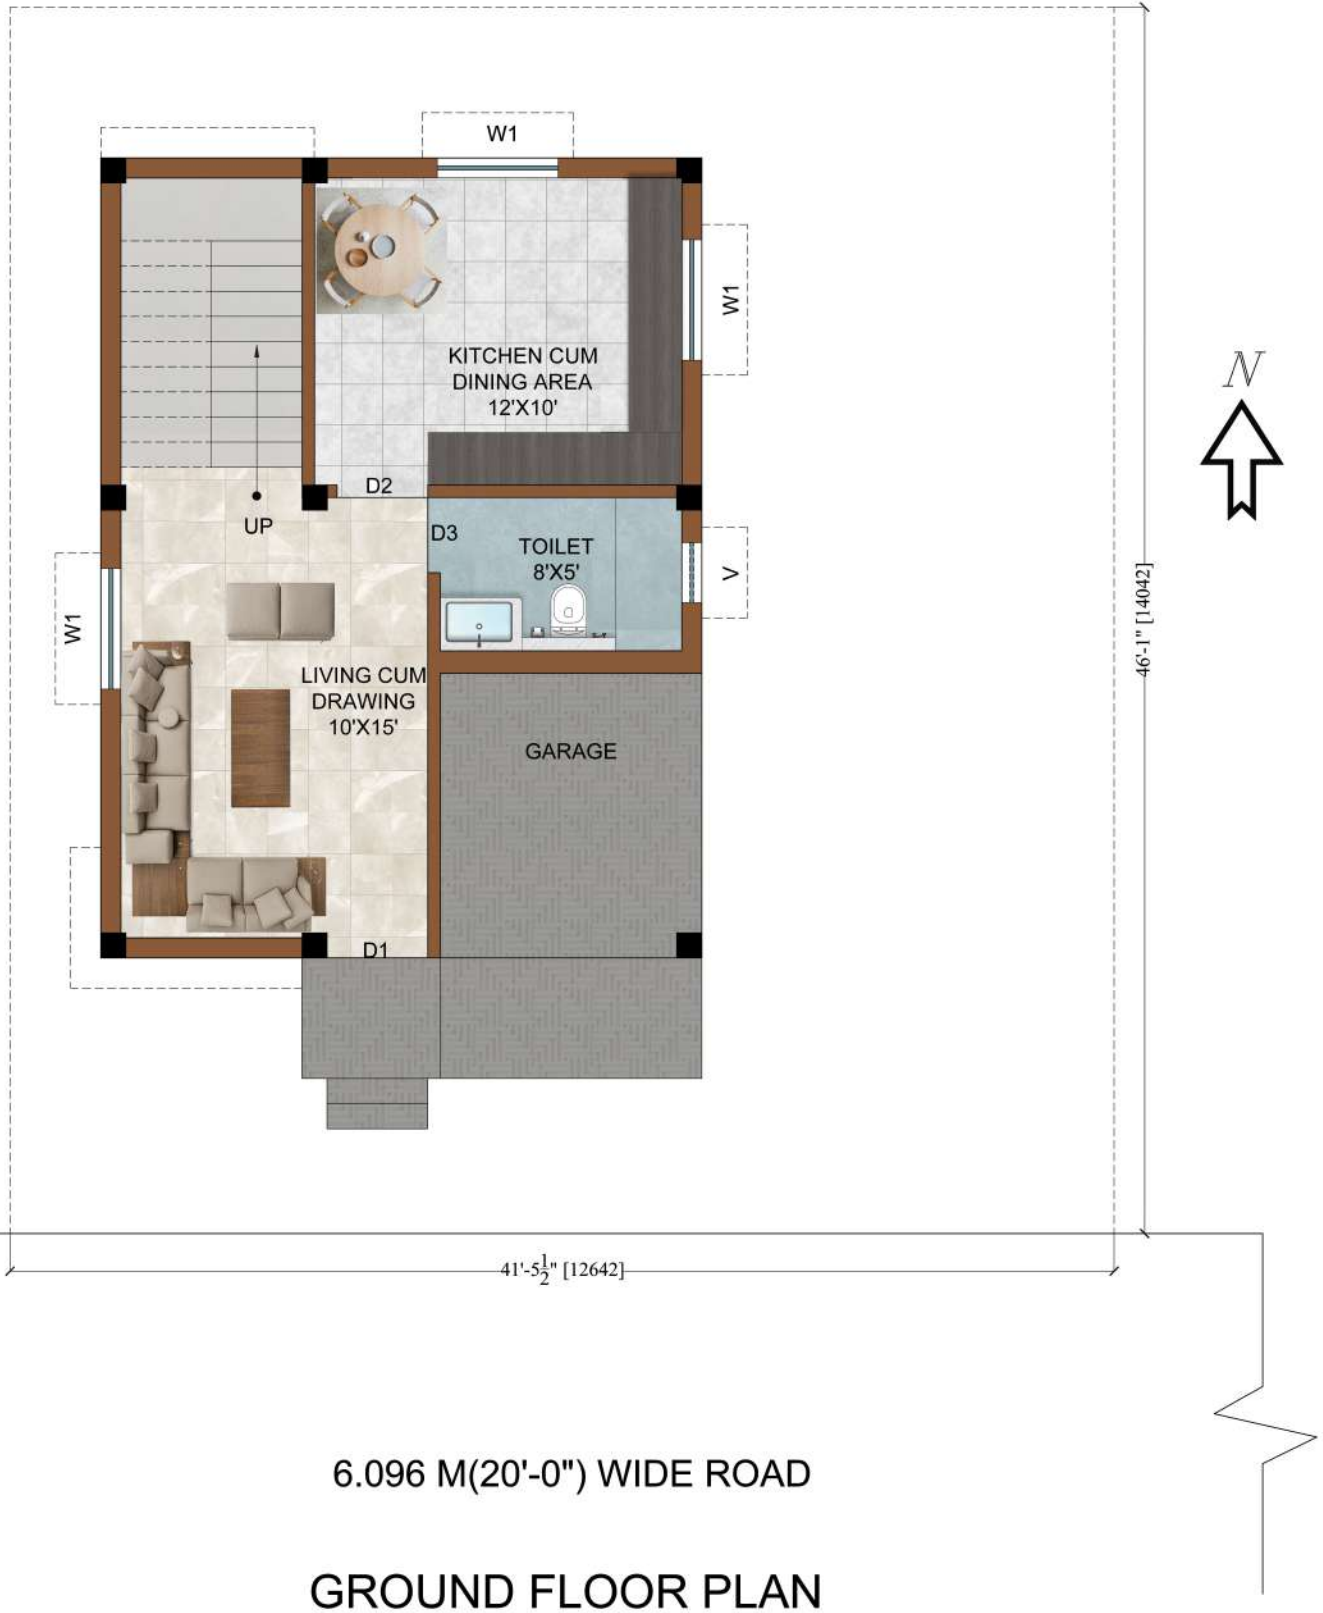 W1
W1
N
KITCHEN CUM
DINING AREA
12'X10'
D2
UP
D3
TOILET
8'X5'
V
W1
46'-1" [14042]
LIVING CUM
DRAWING
10'X15'
GARAGE
D1
41'-5½" [12642]
6.096 M(20'-0") WIDE ROAD
GROUND FLOOR PLAN